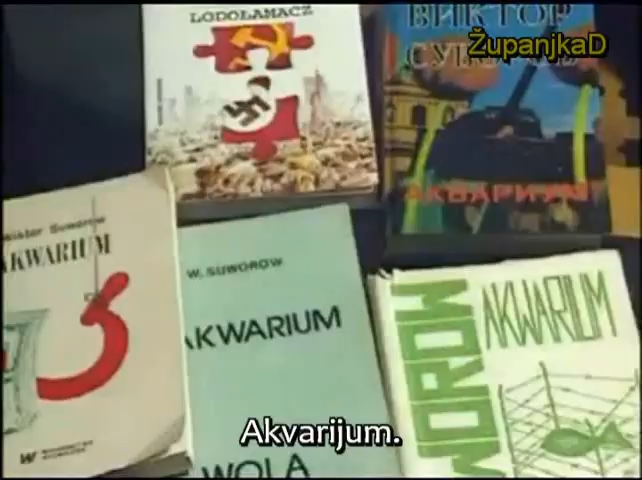 LODOŁAMACZ
ВИКТОР
ŽupanjkaD
АКВАРИУМ
Wiktor Suworow
AKWARIUM
W. SUWOROW
AKWARIUM
WOLA
WOROW
AKWARIUM
Akvarijum.